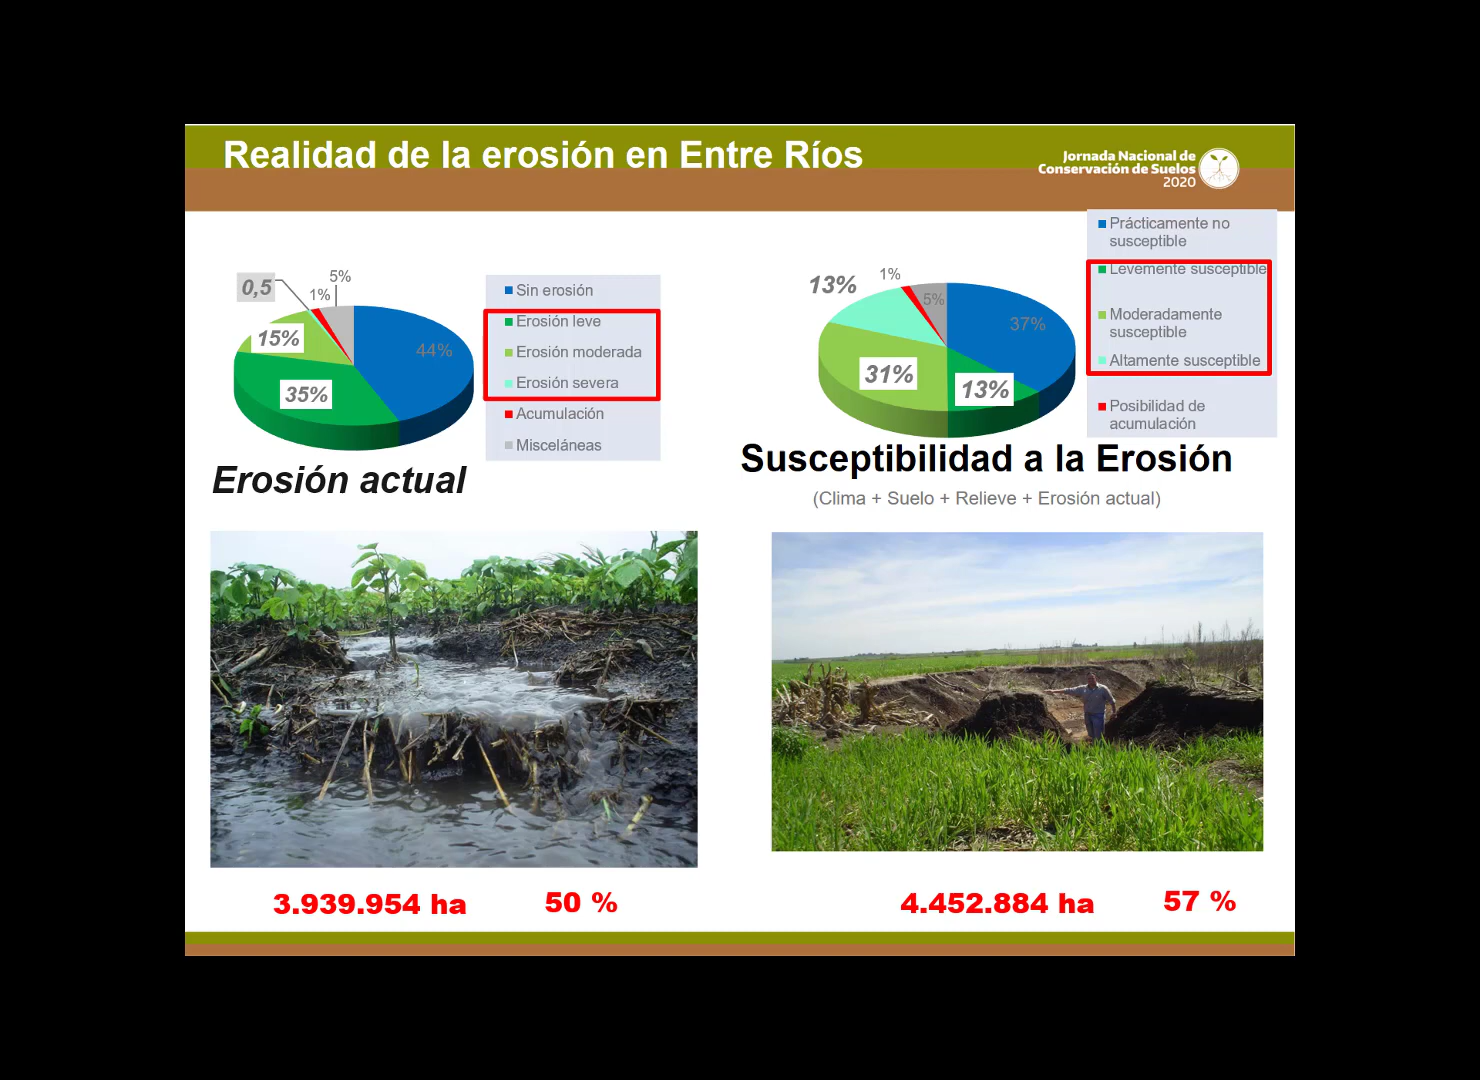 Realidad de la erosión en Entre Ríos
Jornada Nacional de
Conservación de Suelos
2020
0,5
5%
1%
15%
44%
35%
Sin erosión
Erosión leve
Erosión moderada
Erosión severa
Acumulación
Misceláneas
Erosión actual
13%
1%
5%
37%
31%
13%
Prácticamente no
susceptible
Levemente susceptible
Moderadamente
susceptible
Altamente susceptible
Posibilidad de
acumulación
Susceptibilidad a la Erosión
(Clima + Suelo + Relieve + Erosión actual)
3.939.954 ha
50 %
4.452.884 ha
57 %